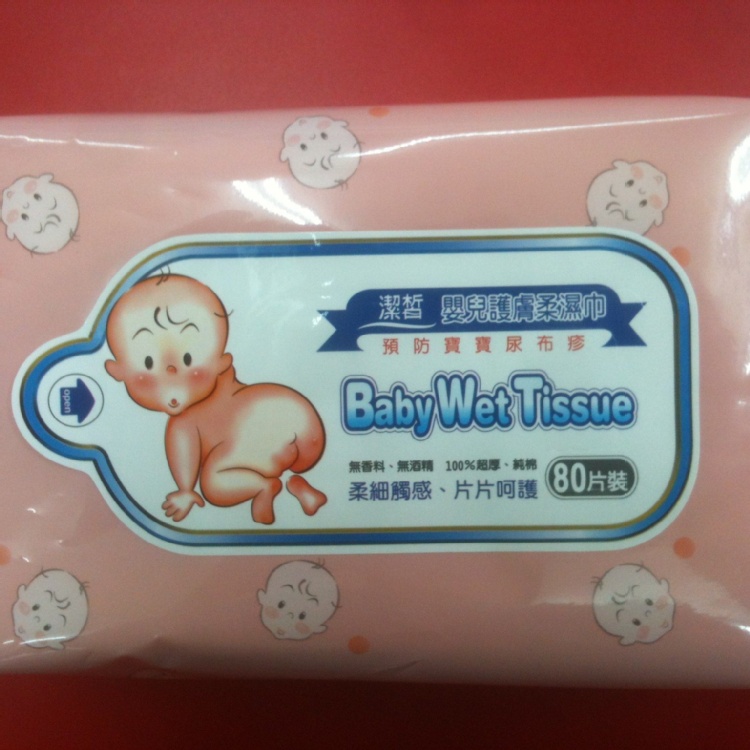 潔皙 嬰兒護膚柔濕巾
預防寶寶尿布疹
Baby Wet Tissue
無香料、無酒精 100%超厚、純棉
柔細觸感、片片呵護
80片裝
open